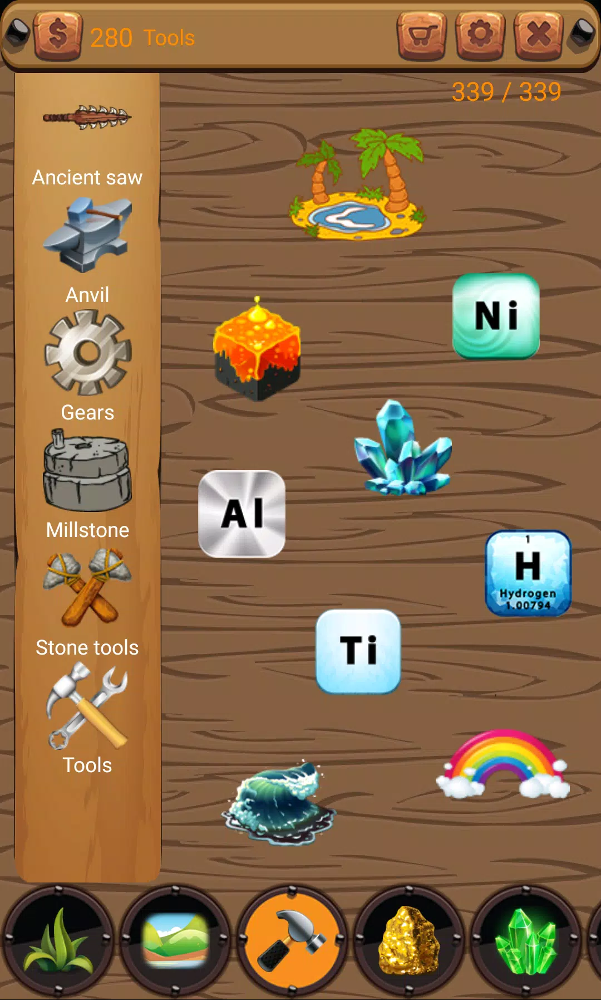 $ 280 Tools
339 / 339
Ancient saw
Anvil
Ni
Gears
Millstone
Al
1
H
Hydrogen
1.00794
Stone tools
Ti
Tools